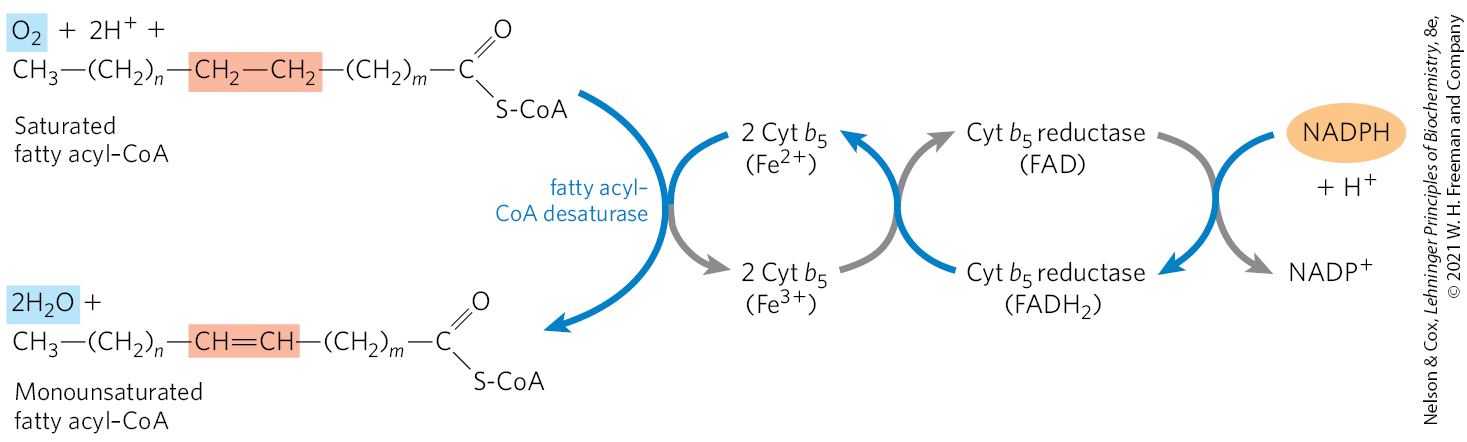 O₂ + 2H⁺ +
CH₃—(CH₂)ₙ—CH₂—CH₂—(CH₂)ₘ—C
O
S-CoA
Saturated
fatty acyl–CoA
fatty acyl–
CoA desaturase
2 Cyt b₅
(Fe²⁺)
Cyt b₅ reductase
(FAD)
NADPH
+ H⁺
2 Cyt b₅
(Fe³⁺)
Cyt b₅ reductase
(FADH₂)
NADP⁺
2H₂O +
CH₃—(CH₂)ₙ—CH=CH—(CH₂)ₘ—C
O
S-CoA
Monounsaturated
fatty acyl–CoA
Nelson & Cox, Lehninger Principles of Biochemistry, 8e,
© 2021 W. H. Freeman and Company